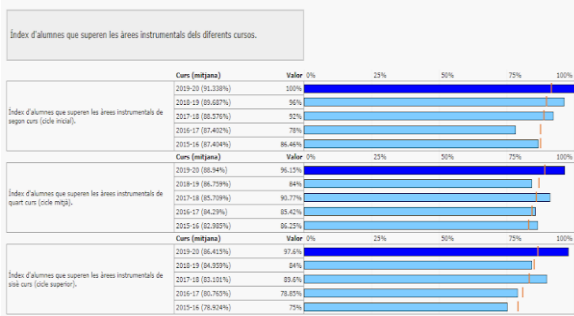 Índex d'alumnes que superen les àrees instrumentals dels diferents cursos.
Curs (mitjana) Valor 0% 25% 50% 75% 100%
Índex d'alumnes que superen les àrees instrumentals de segon curs (cicle inicial).
2019-20 (91.338%) 100%
2018-19 (89.687%) 96%
2017-18 (88.576%) 92%
2016-17 (87.402%) 78%
2015-16 (87.404%) 86.46%
Curs (mitjana) Valor 0% 25% 50% 75% 100%
Índex d'alumnes que superen les àrees instrumentals de quart curs (cicle mitjà).
2019-20 (88.94%) 96.15%
2018-19 (86.759%) 84%
2017-18 (85.709%) 90.77%
2016-17 (84.29%) 85.42%
2015-16 (82.985%) 86.25%
Curs (mitjana) Valor 0% 25% 50% 75% 100%
Índex d'alumnes que superen les àrees instrumentals de sisè curs (cicle superior).
2019-20 (86.415%) 97.6%
2018-19 (84.939%) 84%
2017-18 (83.101%) 89.6%
2016-17 (80.765%) 78.85%
2015-16 (78.924%) 75%